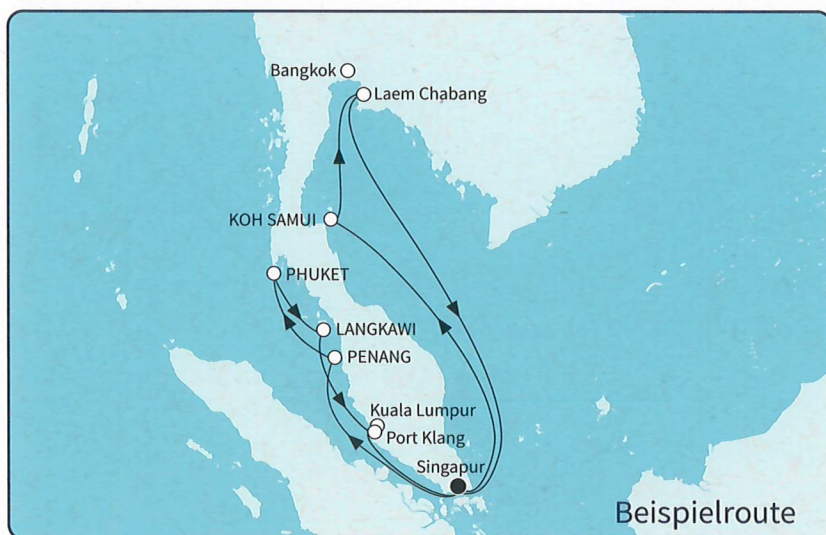 Bangkok
Laem Chabang
KOH SAMUI
PHUKET
LANGKAWI
PENANG
Kuala Lumpur
Port Klang
Singapur
Beispielroute